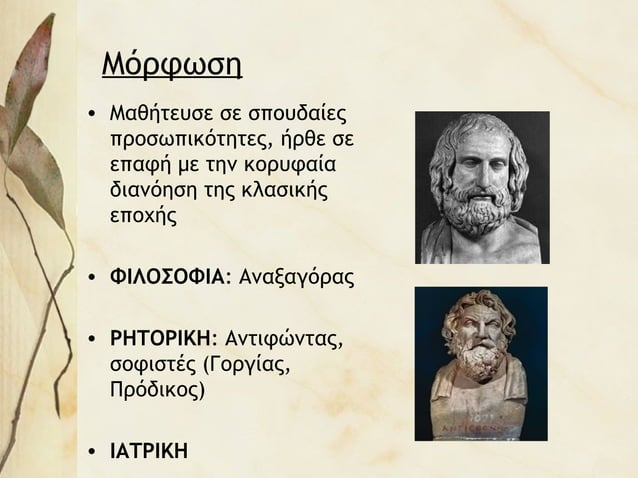 Μόρφωση
• Μαθήτευσε σε σπουδαίες
προσωπικότητες, ήρθε σε
επαφή με την κορυφαία
διανόηση της κλασικής
εποχής
• ΦΙΛΟΣΟΦΙΑ: Αναξαγόρας
• ΡΗΤΟΡΙΚΗ: Αντιφώντας,
σοφιστές (Γοργίας,
Πρόδικος)
• ΙΑΤΡΙΚΗ